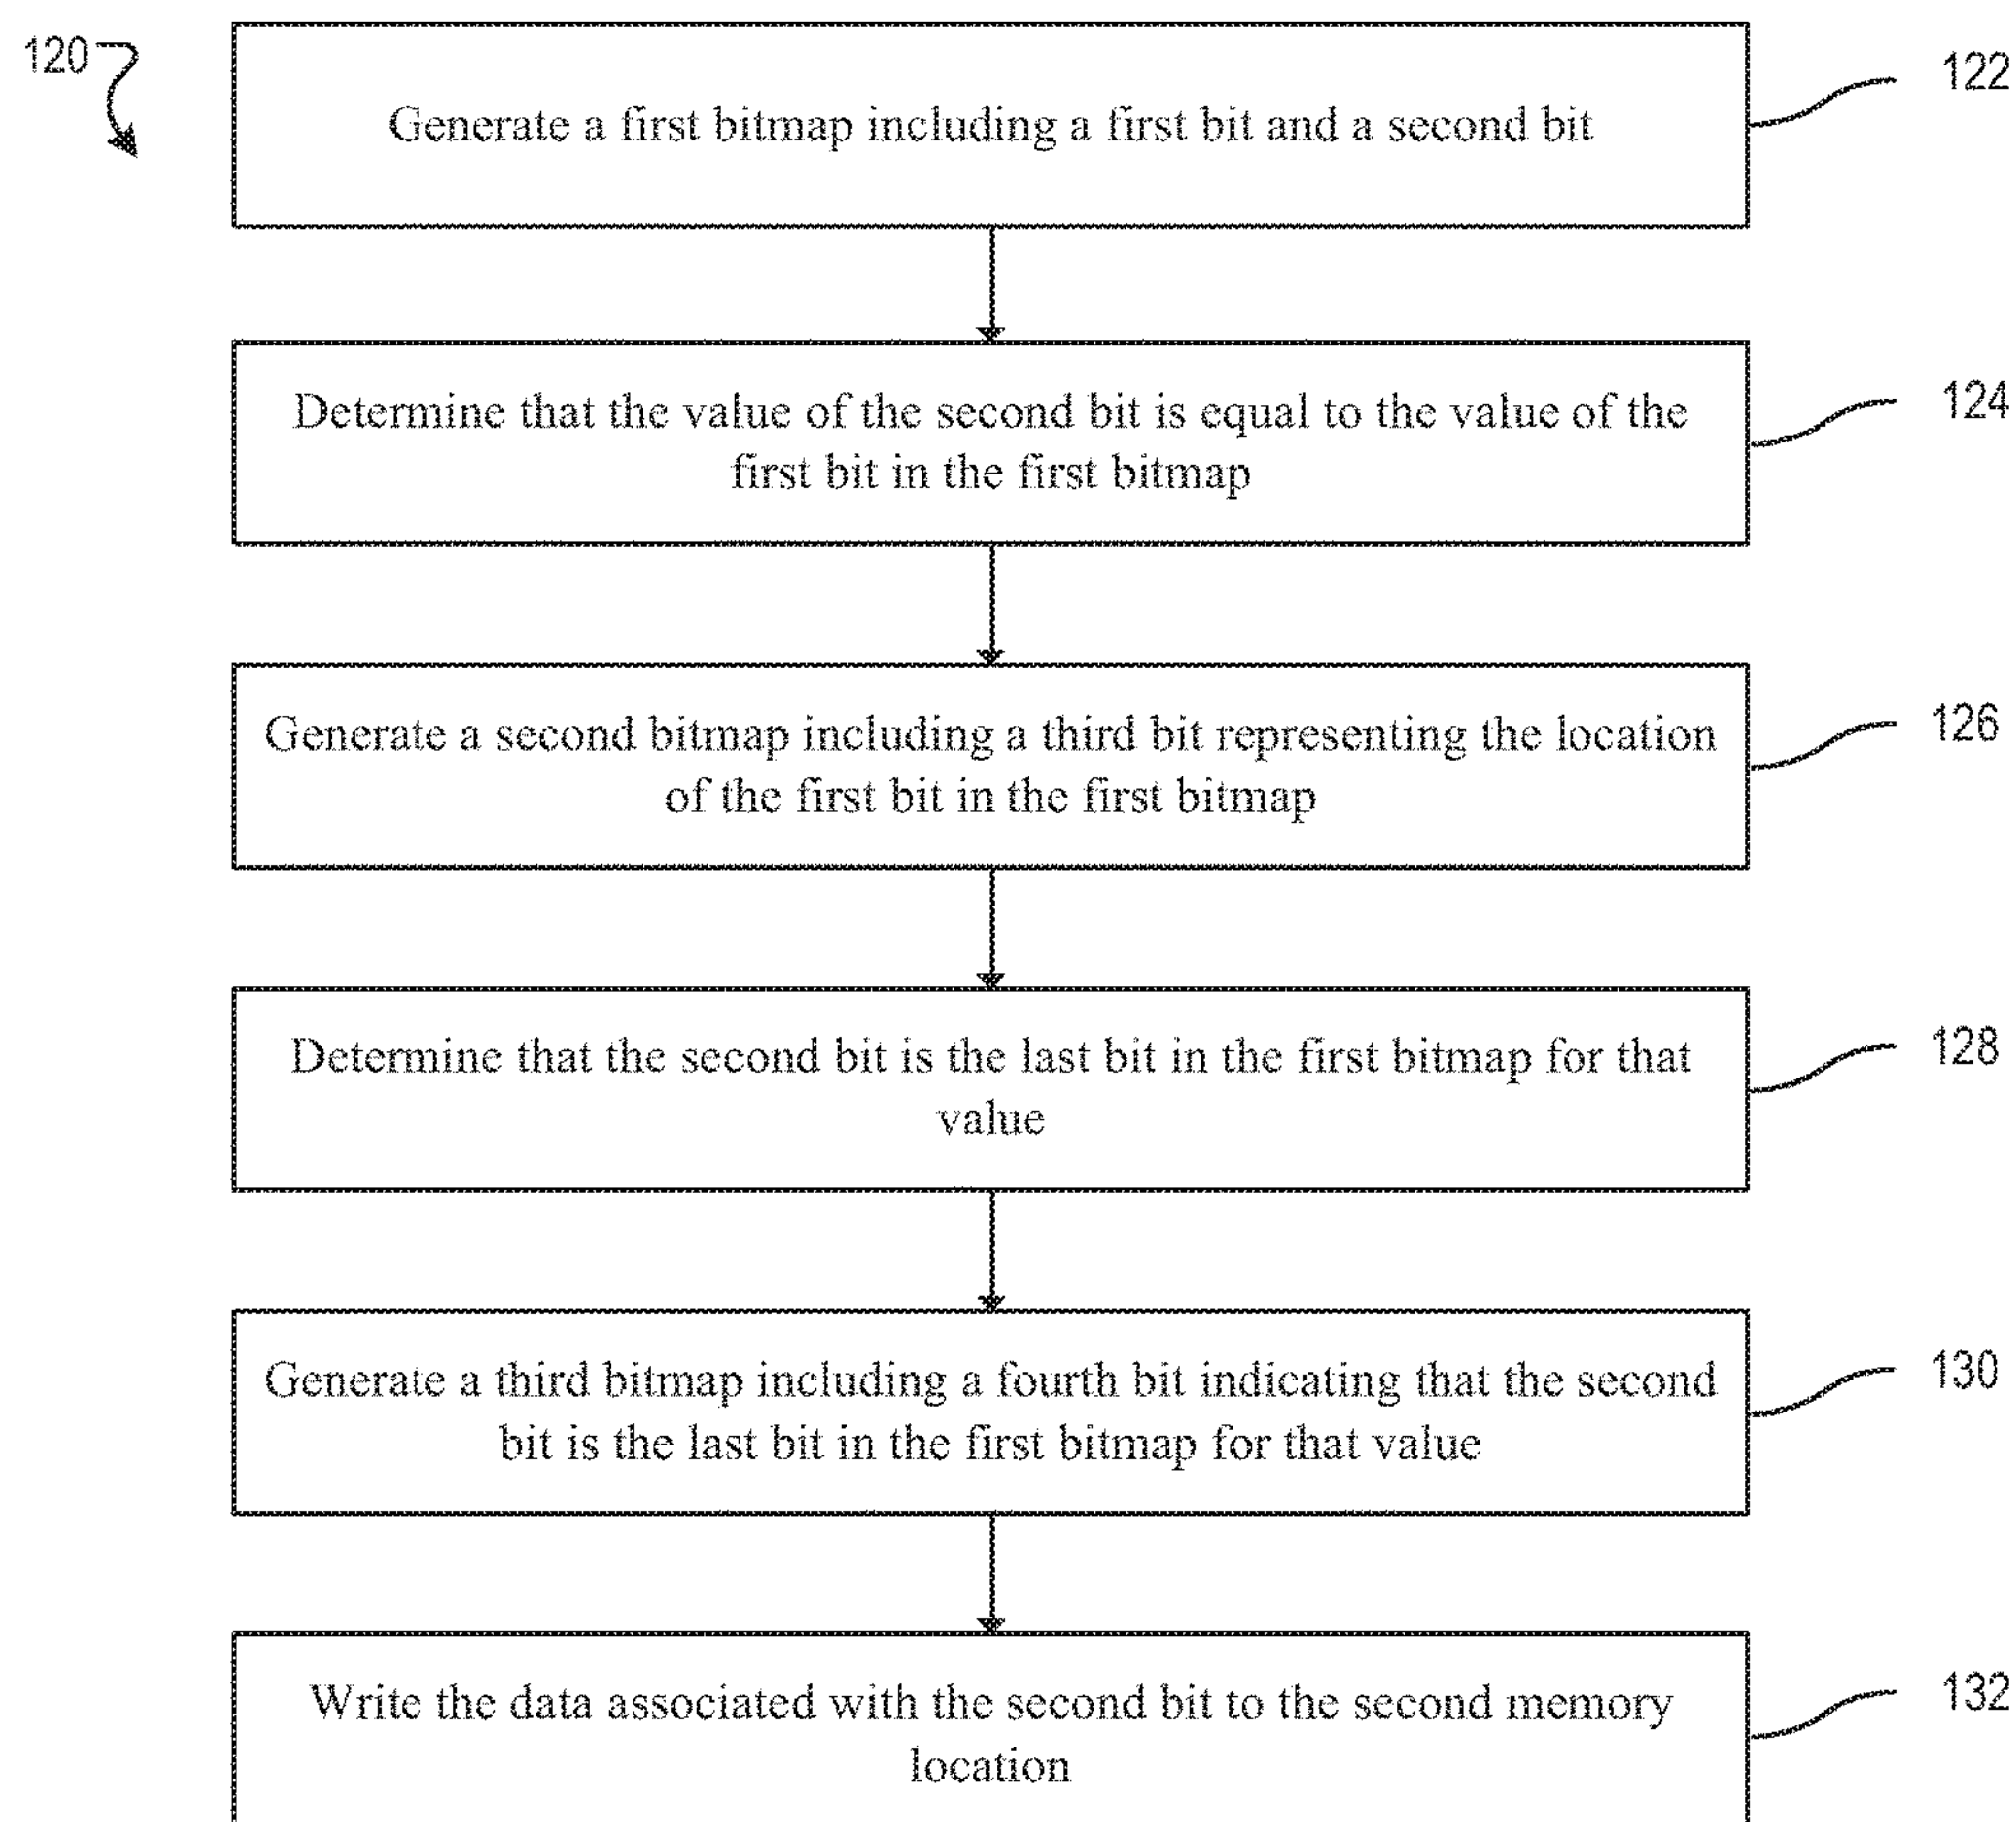 120
Generate a first bitmap including a first bit and a second bit
122
Determine that the value of the second bit is equal to the value of the
first bit in the first bitmap
124
Generate a second bitmap including a third bit representing the location
of the first bit in the first bitmap
126
Determine that the second bit is the last bit in the first bitmap for that
value
128
Generate a third bitmap including a fourth bit indicating that the second
bit is the last bit in the first bitmap for that value
130
Write the data associated with the second bit to the second memory
location
132